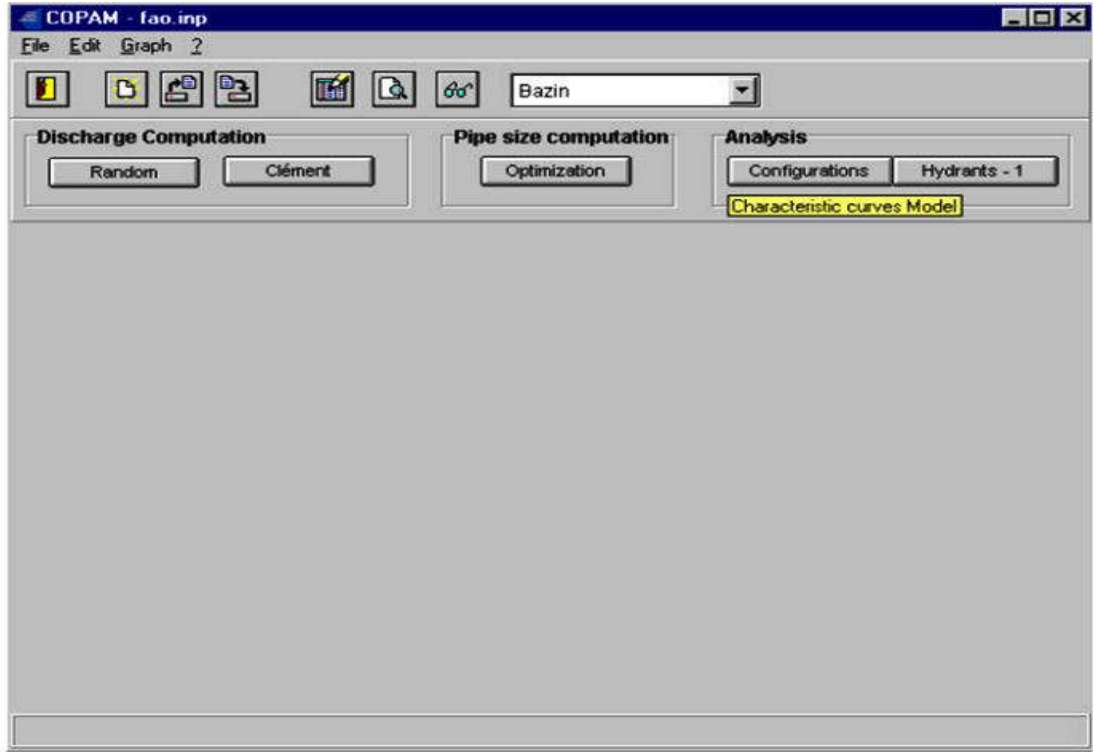 COPAM - fao.inp
File Edit Graph ?
Bazin
Discharge Computation Pipe size computation Analysis
Random Clément Optimization Configurations Hydrants - 1
Characteristic curves Model